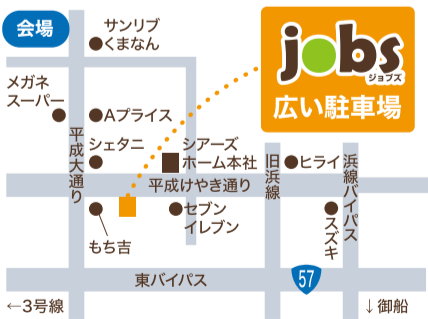 会場
サンリブ
くまなん
jobs
ジョブズ
広い駐車場
メガネ
スーパー
Aプライス
平成大通り
シェタニ
シアーズ
ホーム本社
平成けやき通り
旧浜線
ヒライ
浜線バイパス
もち吉
セブン
イレブン
スズキ
東バイパス
57
←3号線
↓御船